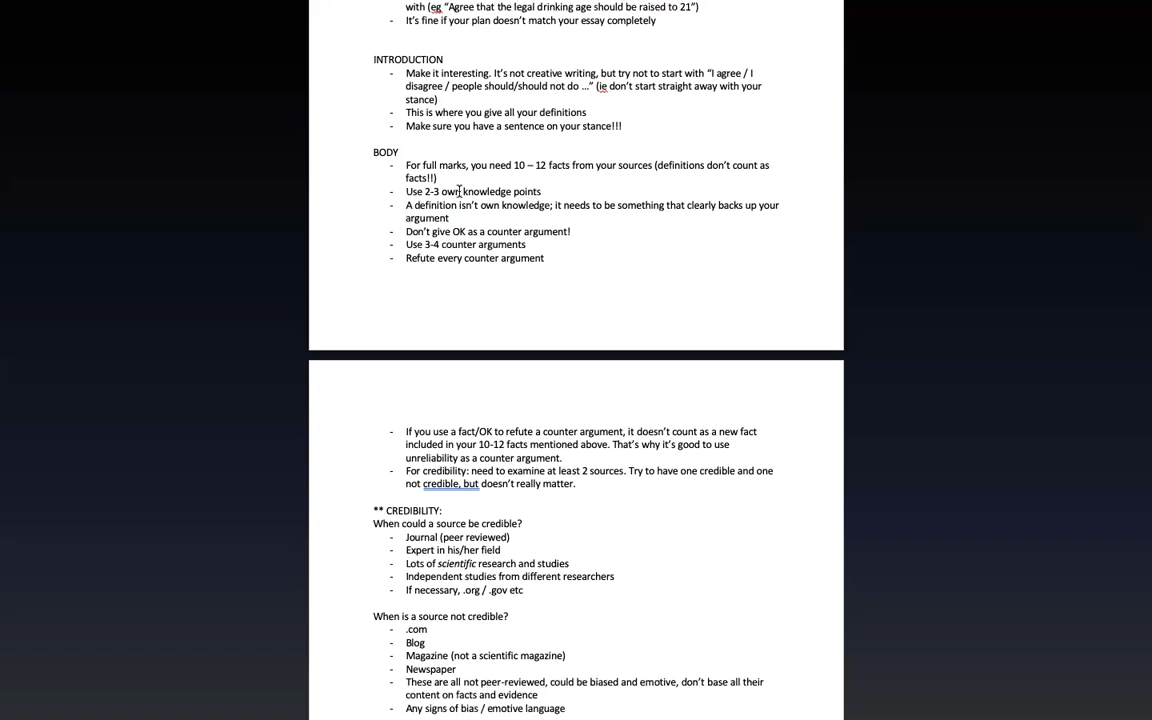 with (eg “Agree that the legal drinking age should be raised to 21”)
- It’s fine if your plan doesn’t match your essay completely
INTRODUCTION
- Make it interesting. It’s not creative writing, but try not to start with “I agree / I
disagree / people should/should not do …” (ie don’t start straight away with your
stance)
- This is where you give all your definitions
- Make sure you have a sentence on your stance!!!
BODY
- For full marks, you need 10 – 12 facts from your sources (definitions don’t count as
facts!!)
- Use 2-3 own knowledge points
- A definition isn’t own knowledge; it needs to be something that clearly backs up your
argument
- Don’t give OK as a counter argument!
- Use 3-4 counter arguments
- Refute every counter argument
- If you use a fact/OK to refute a counter argument, it doesn’t count as a new fact
included in your 10-12 facts mentioned above. That’s why it’s good to use
unreliability as a counter argument.
- For credibility: need to examine at least 2 sources. Try to have one credible and one
not credible, but doesn’t really matter.
** CREDIBILITY:
When could a source be credible?
- Journal (peer reviewed)
- Expert in his/her field
- Lots of scientific research and studies
- Independent studies from different researchers
- If necessary, .org / .gov etc
When is a source not credible?
- .com
- Blog
- Magazine (not a scientific magazine)
- Newspaper
- These are all not peer-reviewed, could be biased and emotive, don’t base all their
content on facts and evidence
- Any signs of bias / emotive language